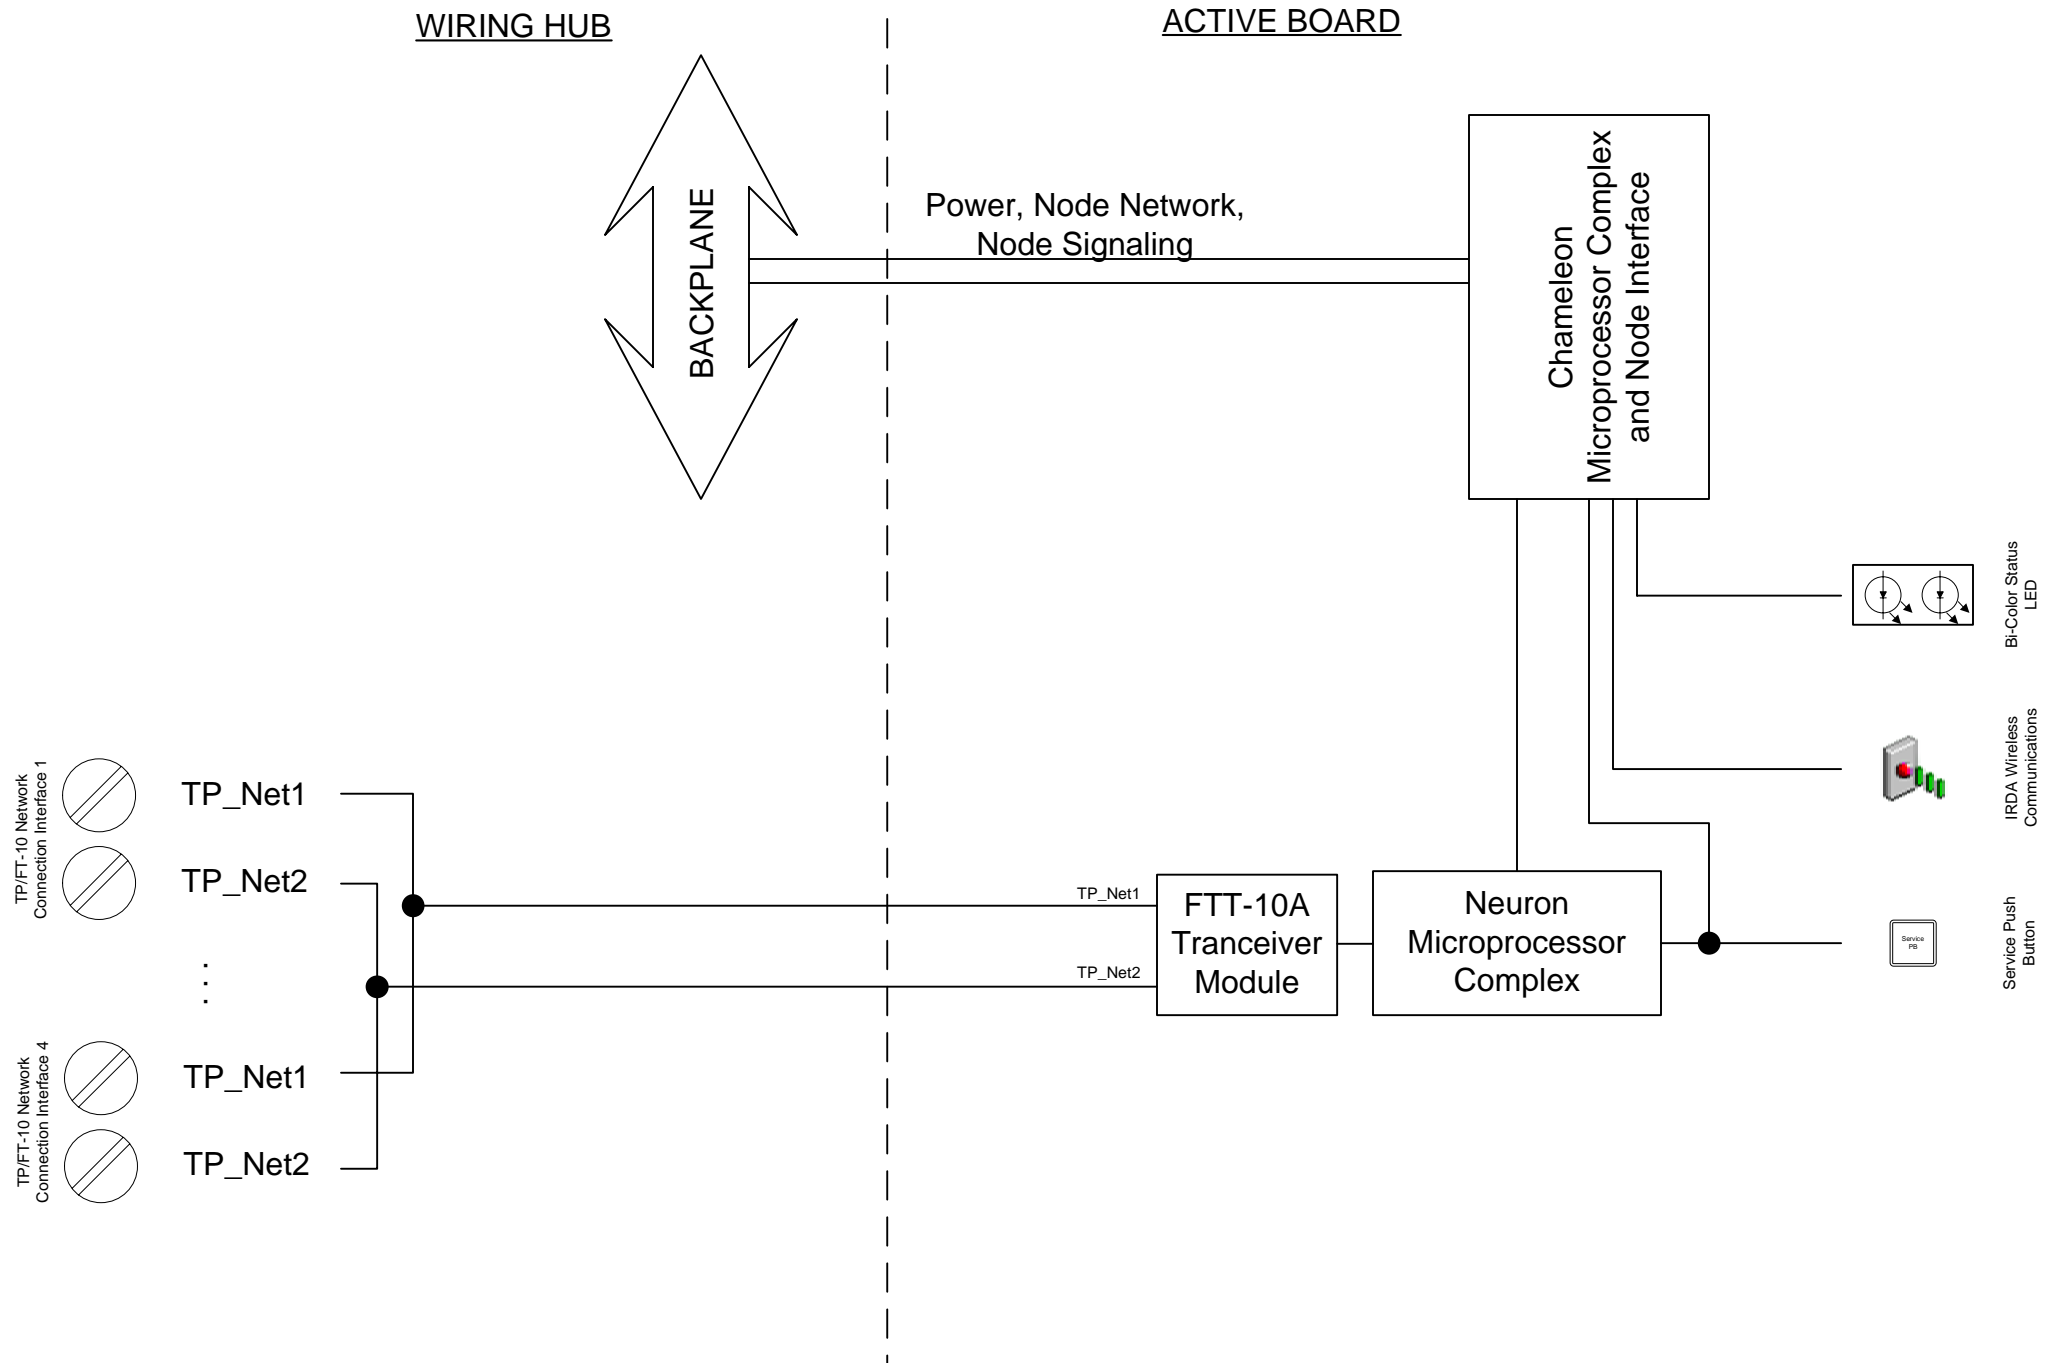 WIRING HUB
ACTIVE BOARD
BACKPLANE
Power, Node Network,
Node Signaling
Chameleon
Microprocessor Complex
and Node Interface
Bi-Color Status
LED
IRDA Wireless
Communications
TP/FT-10 Network
Connection Interface 1
TP_Net1
TP_Net2
.
.
.
TP/FT-10 Network
Connection Interface 4
TP_Net1
TP_Net2
TP_Net1
TP_Net2
FTT-10A
Tranceiver
Module
Neuron
Microprocessor
Complex
Service
PB
Service Push
Button